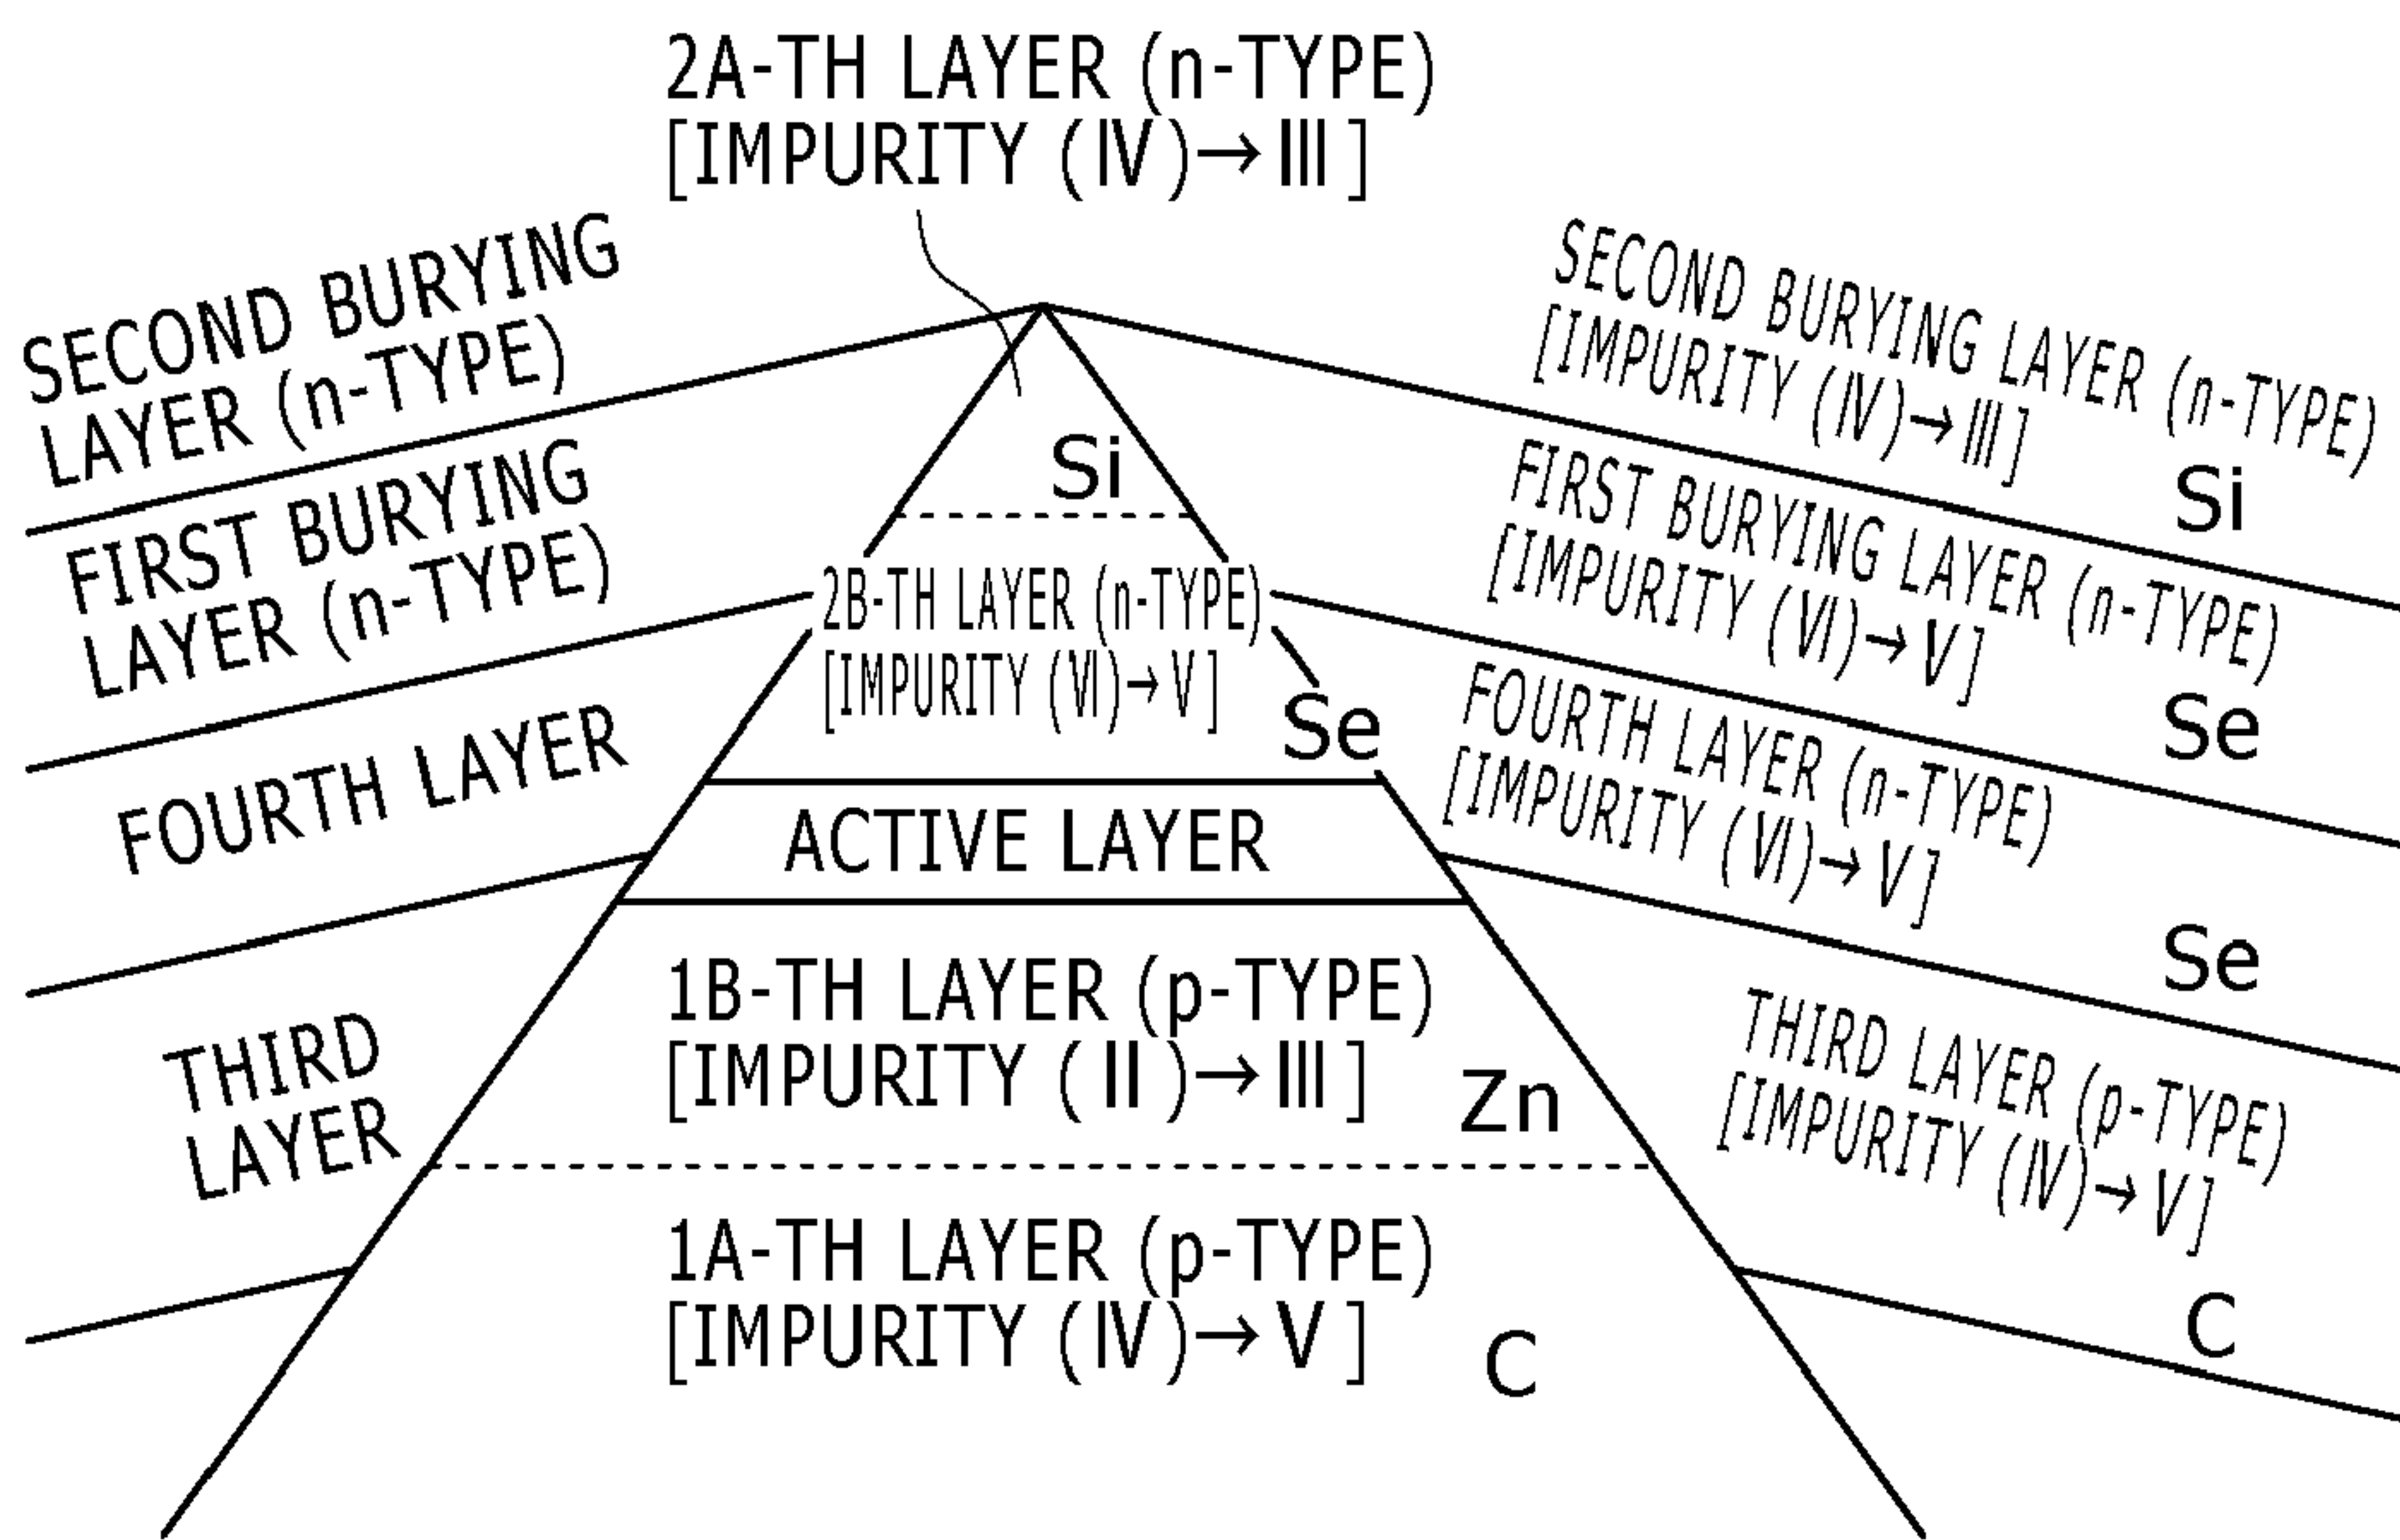 2A-TH LAYER (n-TYPE)
[IMPURITY (Ⅳ)→Ⅲ]
SECOND BURYING
LAYER (n-TYPE)
FIRST BURYING
LAYER (n-TYPE)
FOURTH LAYER
THIRD
LAYER
Si
2B-TH LAYER (n-TYPE)
[IMPURITY (Ⅵ)→Ⅴ]
Se
ACTIVE LAYER
1B-TH LAYER (p-TYPE)
[IMPURITY (Ⅱ)→Ⅲ]
Zn
1A-TH LAYER (p-TYPE)
[IMPURITY (Ⅳ)→Ⅴ]
C
SECOND BURYING LAYER (n-TYPE)
[IMPURITY (Ⅳ)→Ⅲ]
Si
FIRST BURYING LAYER (n-TYPE)
[IMPURITY (Ⅵ)→Ⅴ]
Se
FOURTH LAYER (n-TYPE)
[IMPURITY (Ⅵ)→Ⅴ]
Se
THIRD LAYER (p-TYPE)
[IMPURITY (Ⅳ)→Ⅴ]
C